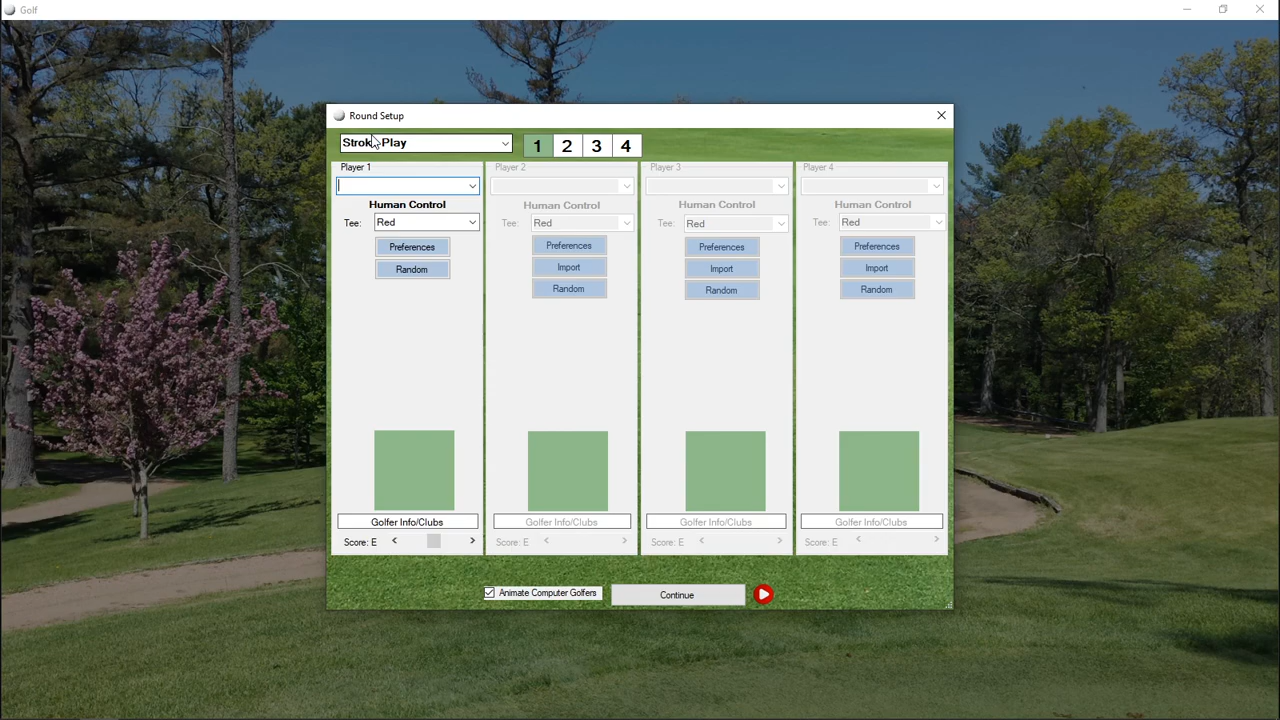 Golf
Round Setup
Stroke Play 1 2 3 4
Player 1 Player 2 Player 3 Player 4
Human Control Human Control Human Control Human Control
Tee: Red Tee: Red Tee: Red Tee: Red
Preferences Preferences Preferences Preferences
Random Import Import Import
Random Random Random
Golfer Info/Clubs Golfer Info/Clubs Golfer Info/Clubs Golfer Info/Clubs
Score: E < > Score: E < > Score: E < > Score: E < >
Animate Computer Golfers Continue